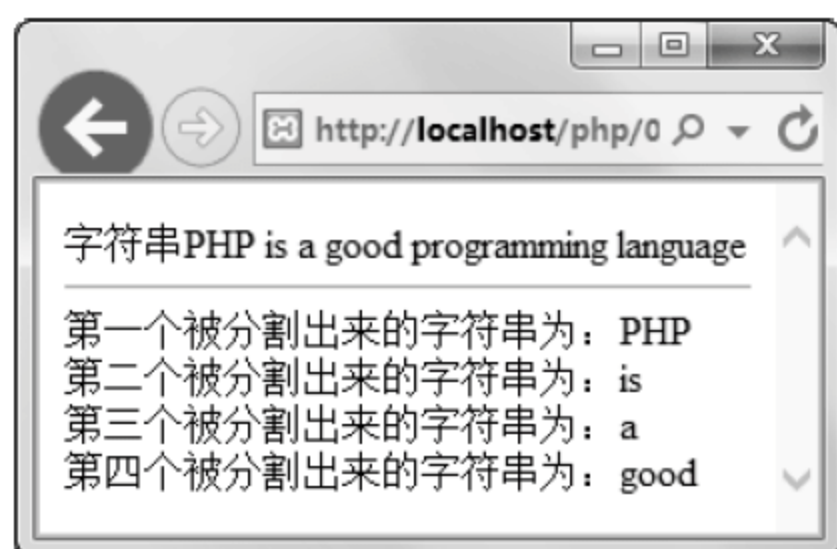 http://localhost/php/0
字符串PHP is a good programming language
第一个被分割出来的字符串为：PHP
第二个被分割出来的字符串为：is
第三个被分割出来的字符串为：a
第四个被分割出来的字符串为：good